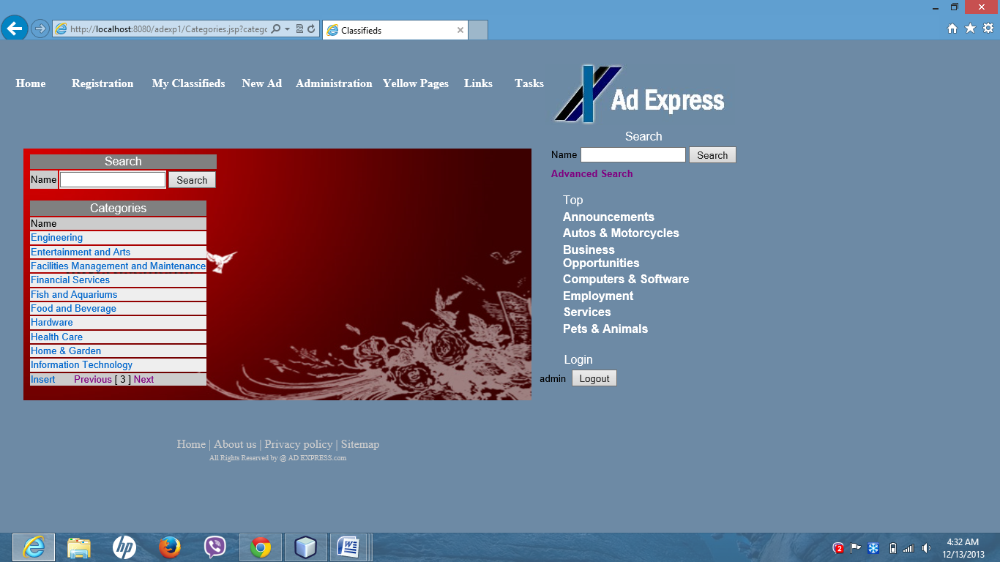 http://localhost:8080/adexp1/Categories.jsp?categc
Classifieds
Home Registration My Classifieds New Ad Administration Yellow Pages Links Tasks
Ad Express
Search
Name Search
Advanced Search
Search
Name Search
Categories
Name
Engineering
Entertainment and Arts
Facilities Management and Maintenance
Financial Services
Fish and Aquariums
Food and Beverage
Hardware
Health Care
Home & Garden
Information Technology
Insert Previous [ 3 ] Next
Top
Announcements
Autos & Motorcycles
Business
Opportunities
Computers & Software
Employment
Services
Pets & Animals
Login
admin Logout
Home | About us | Privacy policy | Sitemap
All Rights Reserved by @ AD EXPRESS.com
hp
W
2
4:32 AM
12/13/2013